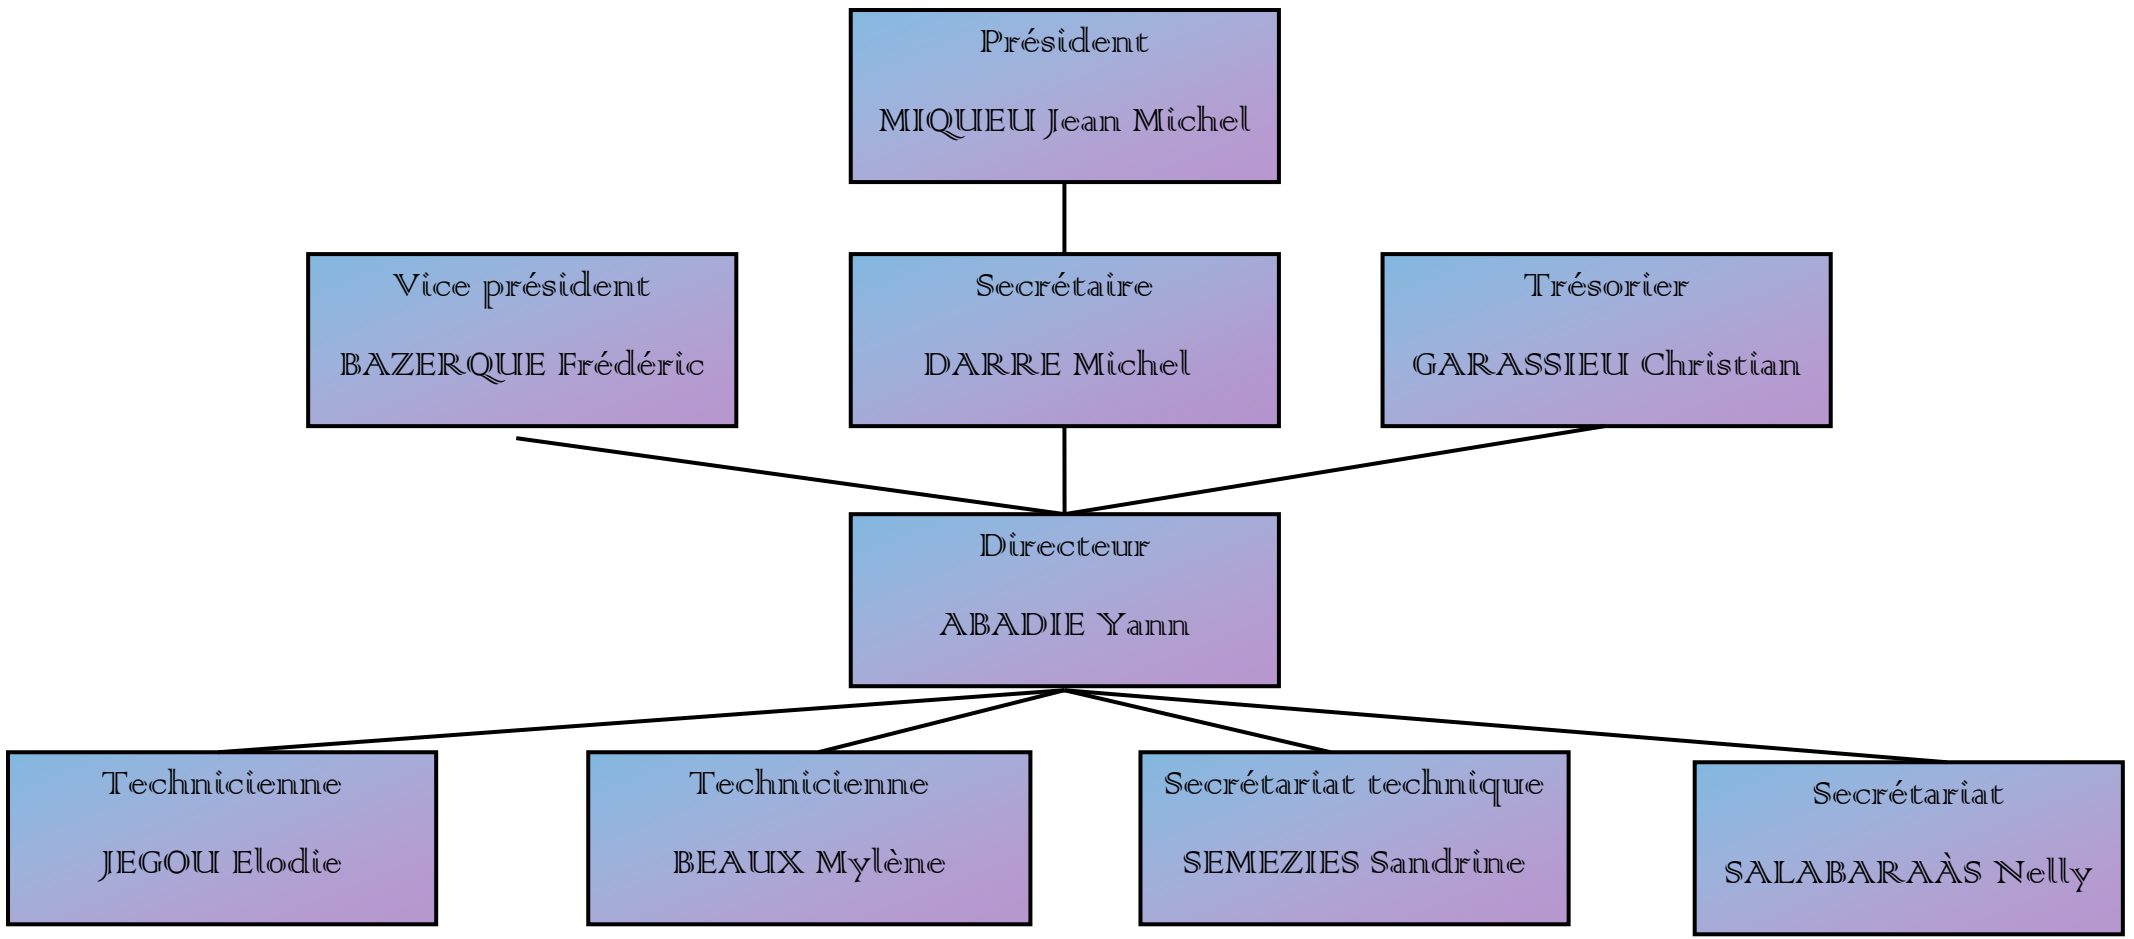 Président
MIQUEU Jean Michel
Vice président
BAZERQUE Frédéric
Secrétaire
DARRE Michel
Trésorier
GARASSIEU Christian
Directeur
ABADIE Yann
Technicienne
JEGOU Elodie
Technicienne
BEAUX Mylène
Secrétariat technique
SEMEZIES Sandrine
Secrétariat
SALABARAÀS Nelly